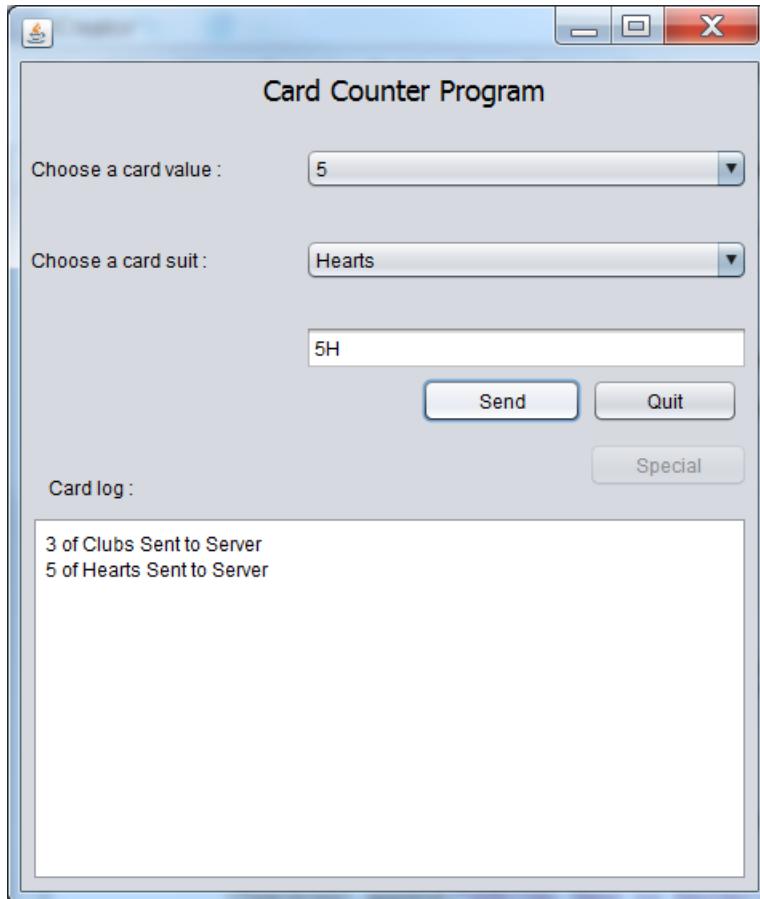 Card Counter Program
Choose a card value :
5
Choose a card suit :
Hearts
5H
Send
Quit
Special
Card log :
3 of Clubs Sent to Server
5 of Hearts Sent to Server